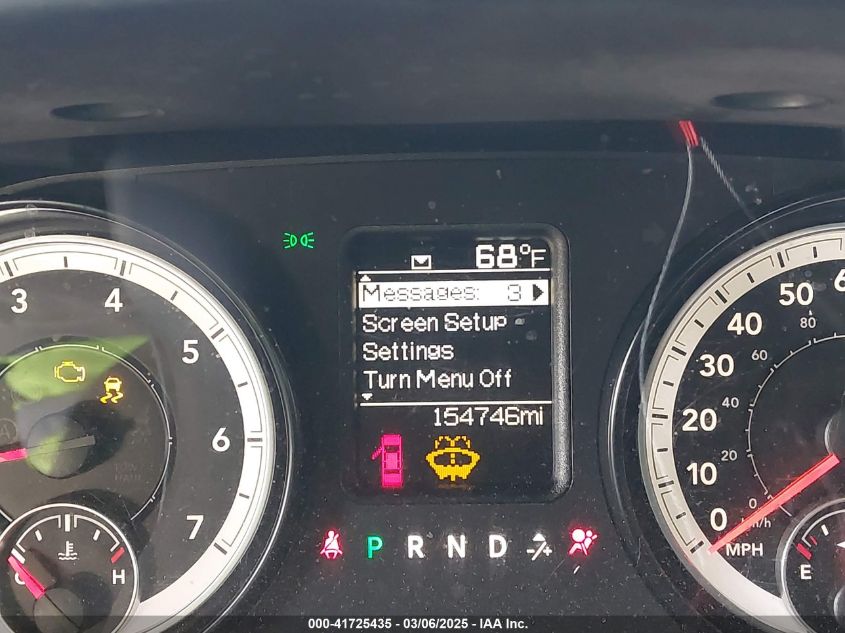 68°F
Messages: 3
Screen Setup
Settings
Turn Menu Off
154746mi
3 4 5 6 7
C H
P R N D
0 10 20 30 40 50
0 20 40 60 80
km/h
MPH
E
000-41725435 - 03/06/2025 - IAA Inc.